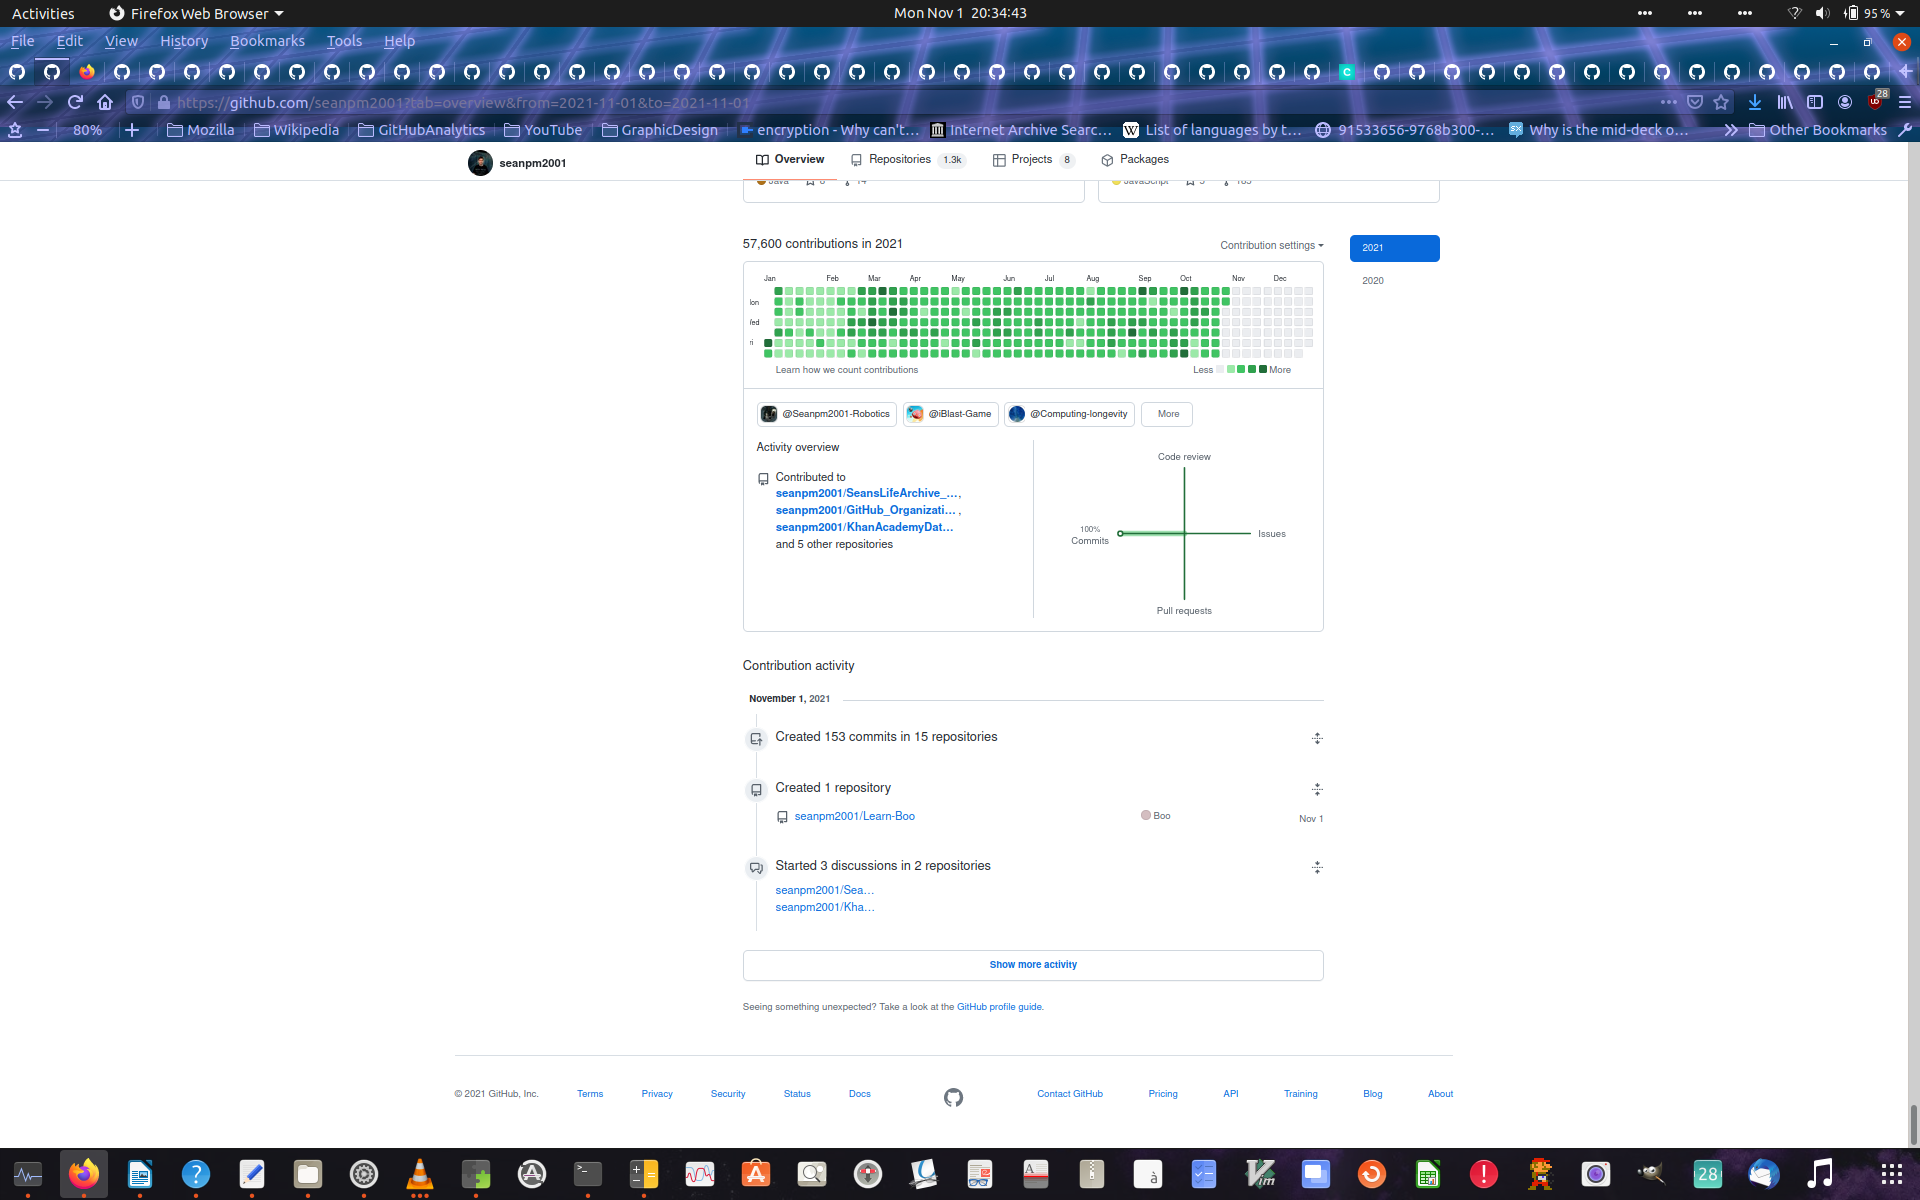 Activities
Firefox Web Browser
Mon Nov 1 20:34:43
95 %
File Edit View History Bookmarks Tools Help
https://github.com/seanpm2001?tab=overview&from=2021-11-01&to=2021-11-01
28
80%
Mozilla
Wikipedia
GitHubAnalytics
YouTube
GraphicDesign
encryption - Why can't…
Internet Archive Searc…
List of languages by t…
91533656-9768b300-…
Why is the mid-deck o…
Other Bookmarks
seanpm2001
Overview
Repositories 1.3k
Projects 8
Packages
57,600 contributions in 2021
Contribution settings
2021
2020
Jan Feb Mar Apr May Jun Jul Aug Sep Oct Nov Dec
Learn how we count contributions
Less More
@Seanpm2001-Robotics
@iBlast-Game
@Computing-longevity
More
Activity overview
Contributed to
seanpm2001/SeansLifeArchive_…,
seanpm2001/GitHub_Organizati… ,
seanpm2001/KhanAcademyDat…
and 5 other repositories
Code review
100%
Commits
Issues
Pull requests
Contribution activity
November 1, 2021
Created 153 commits in 15 repositories
Created 1 repository
seanpm2001/Learn-Boo
Boo
Nov 1
Started 3 discussions in 2 repositories
seanpm2001/Sea…
seanpm2001/Kha…
Show more activity
Seeing something unexpected? Take a look at the GitHub profile guide.
© 2021 GitHub, Inc.
Terms
Privacy
Security
Status
Docs
Contact GitHub
Pricing
API
Training
Blog
About
28